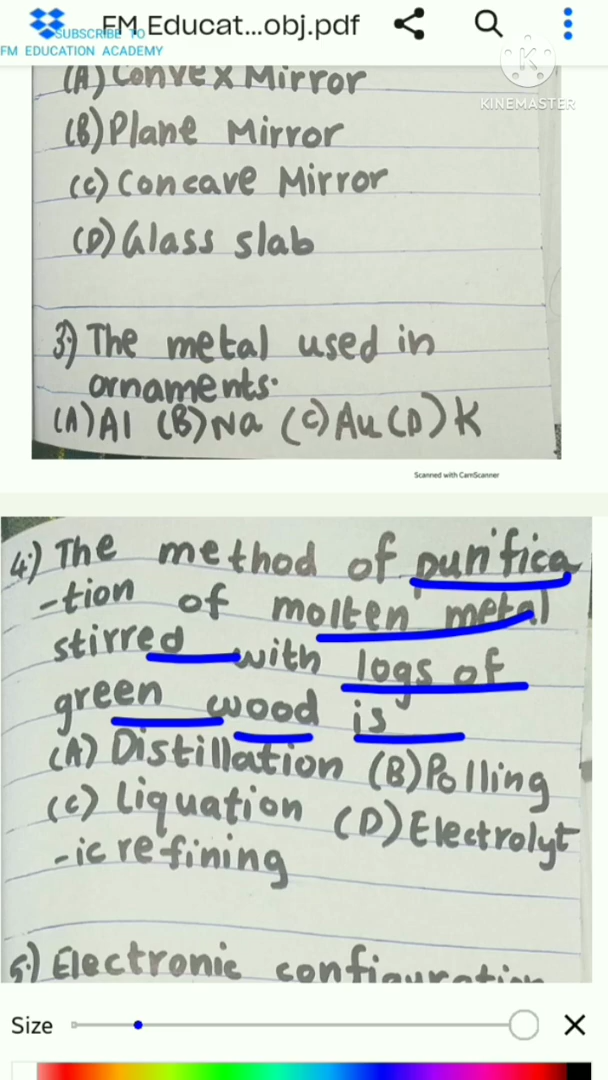 FM Educat...obj.pdf
SUBSCRIBE TO
FM EDUCATION ACADEMY
KINEMASTER
(A) Convex Mirror
(B) Plane Mirror
(C) Concave Mirror
(D) Glass slab
3) The metal used in
ornaments.
(A) Al (B) Na (C) Au (D) K
Scanned with CamScanner
4.) The method of purifica
-tion of molten metal
stirred with logs of
green wood is
(A) Distillation (B) Polling
(C) Liquation (D) Electrolyt
-ic refining
5.) Electronic configuration
Size